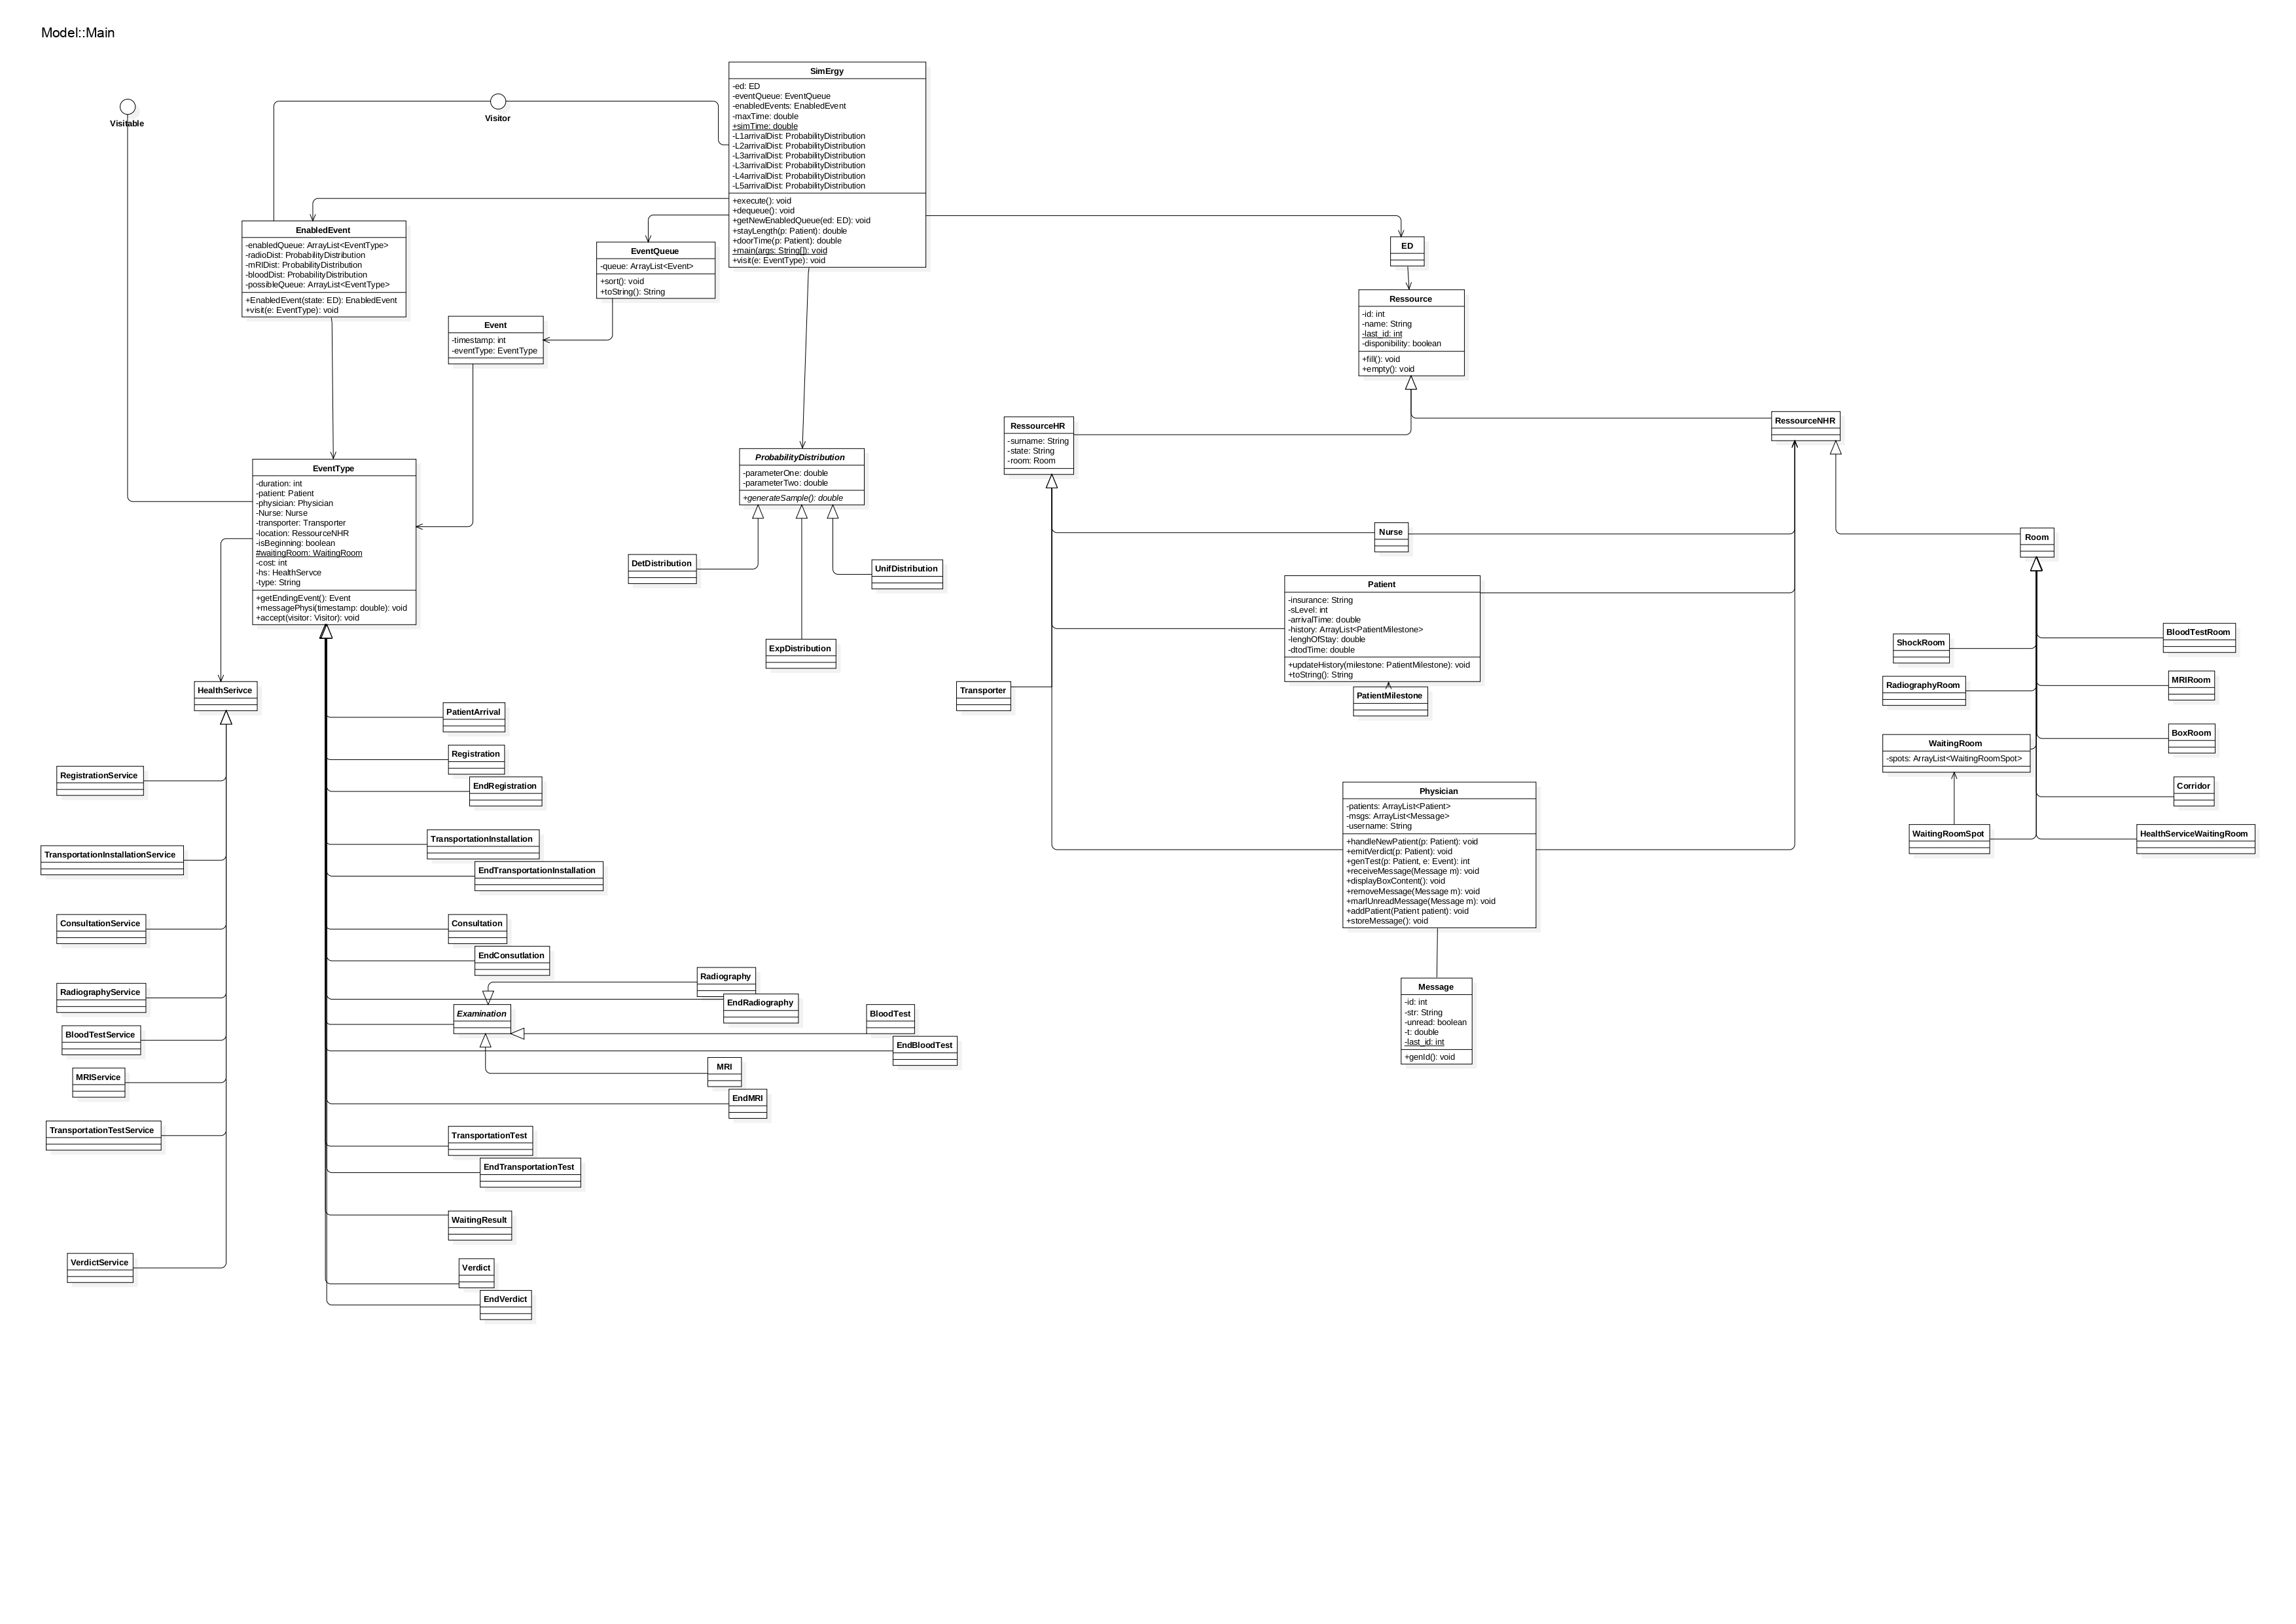 Model::Main
Visitable
Visitor
SimErgy
-ed: ED
-eventQueue: EventQueue
-enabledEvents: EnabledEvent
-maxTime: double
+simTime: double
-L1arrivalDist: ProbabilityDistribution
-L2arrivalDist: ProbabilityDistribution
-L3arrivalDist: ProbabilityDistribution
-L3arrivalDist: ProbabilityDistribution
-L4arrivalDist: ProbabilityDistribution
-L5arrivalDist: ProbabilityDistribution
+execute(): void
+dequeue(): void
+getNewEnabledQueue(ed: ED): void
+stayLength(p: Patient): double
+doorTime(p: Patient): double
+main(args: String[]): void
+visit(e: EventType): void
EnabledEvent
-enabledQueue: ArrayList<EventType>
-radioDist: ProbabilityDistribution
-mRIDist: ProbabilityDistribution
-bloodDist: ProbabilityDistribution
-possibleQueue: ArrayList<EventType>
+EnabledEvent(state: ED): EnabledEvent
+visit(e: EventType): void
EventQueue
-queue: ArrayList<Event>
+sort(): void
+toString(): String
Event
-timestamp: int
-eventType: EventType
ED
Ressource
-id: int
-name: String
-last_id: int
-disponibility: boolean
+fill(): void
+empty(): void
RessourceHR
-surname: String
-state: String
-room: Room
RessourceNHR
EventType
-duration: int
-patient: Patient
-physician: Physician
-Nurse: Nurse
-transporter: Transporter
-location: RessourceNHR
-isBeginning: boolean
#waitingRoom: WaitingRoom
-cost: int
-hs: HealthServce
-type: String
+getEndingEvent(): Event
+messagePhysi(timestamp: double): void
+accept(visitor: Visitor): void
ProbabilityDistribution
-parameterOne: double
-parameterTwo: double
+generateSample(): double
DetDistribution
UnifDistribution
ExpDistribution
Nurse
Room
Patient
-insurance: String
-sLevel: int
-arrivalTime: double
-history: ArrayList<PatientMilestone>
-lenghOfStay: double
-dtodTime: double
+updateHistory(milestone: PatientMilestone): void
+toString(): String
Transporter
PatientMilestone
ShockRoom
BloodTestRoom
RadiographyRoom
MRIRoom
WaitingRoom
-spots: ArrayList<WaitingRoomSpot>
BoxRoom
Corridor
WaitingRoomSpot
HealthServiceWaitingRoom
Physician
-patients: ArrayList<Patient>
-msgs: ArrayList<Message>
-username: String
+handleNewPatient(p: Patient): void
+emitVerdict(p: Patient): void
+genTest(p: Patient, e: Event): int
+receiveMessage(Message m): void
+displayBoxContent(): void
+removeMessage(Message m): void
+marlUnreadMessage(Message m): void
+addPatient(Patient patient): void
+storeMessage(): void
Message
-id: int
-str: String
-unread: boolean
-t: double
-last_id: int
+genId(): void
HealthSerivce
RegistrationService
TransportationInstallationService
ConsultationService
RadiographyService
BloodTestService
MRIService
TransportationTestService
VerdictService
PatientArrival
Registration
EndRegistration
TransportationInstallation
EndTransportationInstallation
Consultation
EndConsutlation
Radiography
EndRadiography
Examination
BloodTest
EndBloodTest
MRI
EndMRI
TransportationTest
EndTransportationTest
WaitingResult
Verdict
EndVerdict